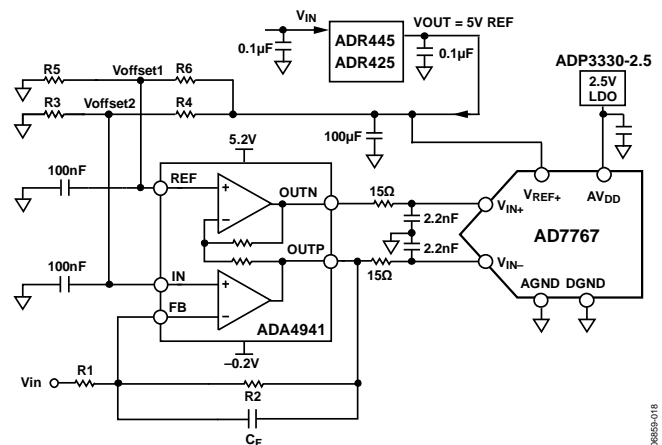 VIN
VOUT = 5V REF
0.1µF
ADR445
ADR425
0.1µF
ADP3330-2.5
2.5V
LDO
R5
Voffset1
R6
R3
Voffset2
R4
100µF
5.2V
100nF
REF
OUTN
15Ω
VREF+
AVDD
VIN+
2.2nF
2.2nF
AD7767
OUTP
15Ω
VIN–
100nF
IN
FB
AGND
DGND
ADA4941
–0.2V
Vin
R1
R2
CF
06859-018